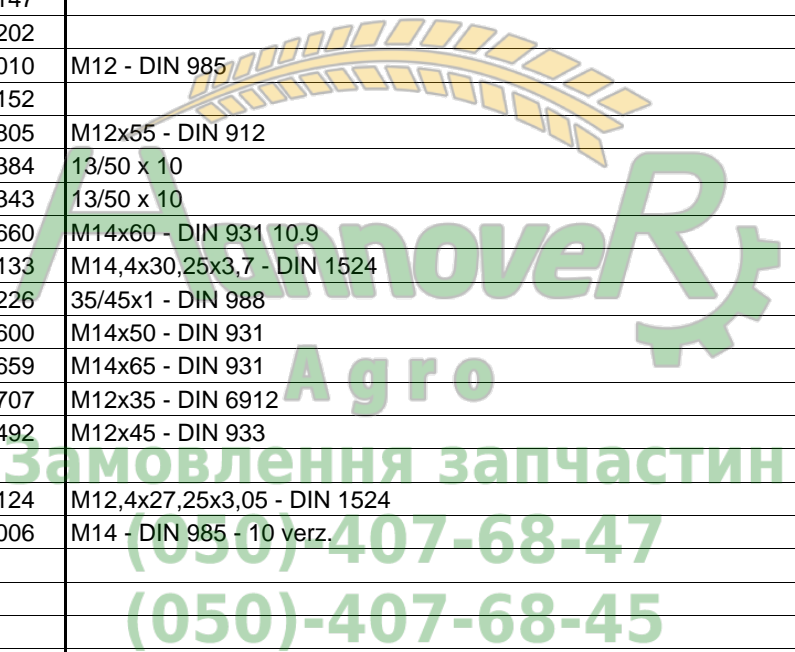 147
202
010 M12 - DIN 985
152
305 M12x55 - DIN 912
384 13/50 x 10
343 13/50 x 10
660 M14x60 - DIN 931 10.9
133 M14,4x30,25x3,7 - DIN 1524
226 35/45x1 - DIN 988
600 M14x50 - DIN 931
659 M14x65 - DIN 931
707 M12x35 - DIN 6912
492 M12x45 - DIN 933
124 M12,4x27,25x3,05 - DIN 1524
006 M14 - DIN 985 - 10 verz.
HannoveR
Agro
Замовлення запчастин
(050)-407-68-47
(050)-407-68-45